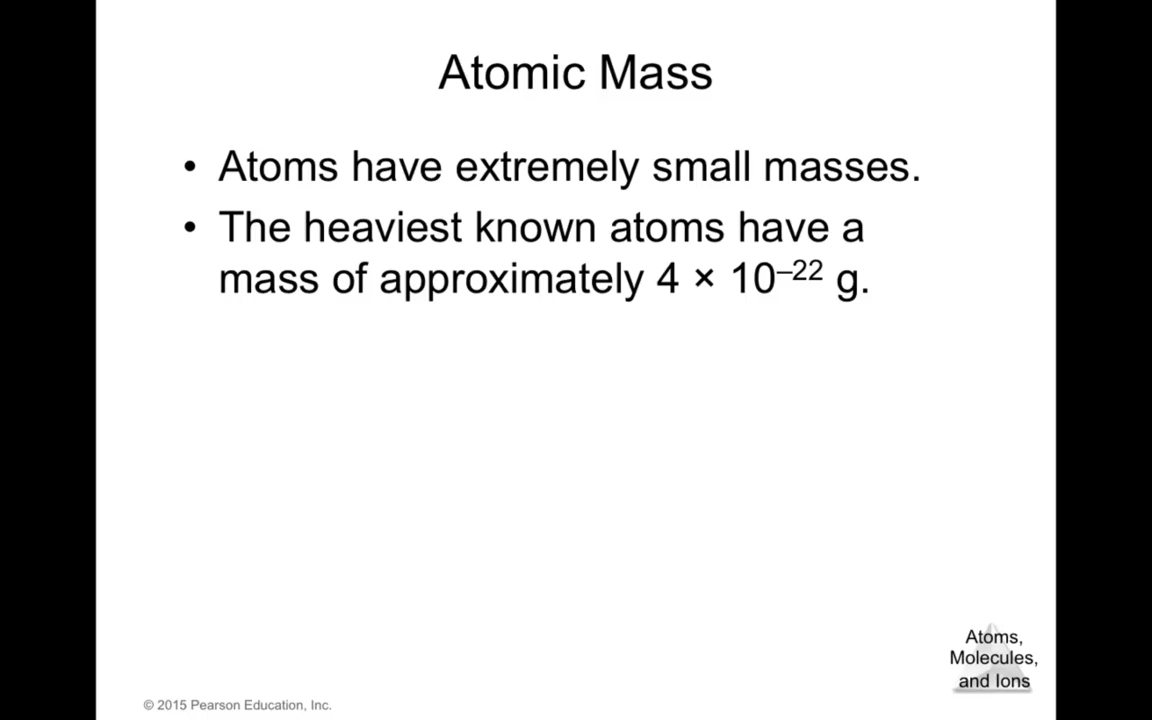 Atomic Mass
• Atoms have extremely small masses.
• The heaviest known atoms have a
mass of approximately 4 × 10⁻²² g.
Atoms,
Molecules,
and Ions
© 2015 Pearson Education, Inc.